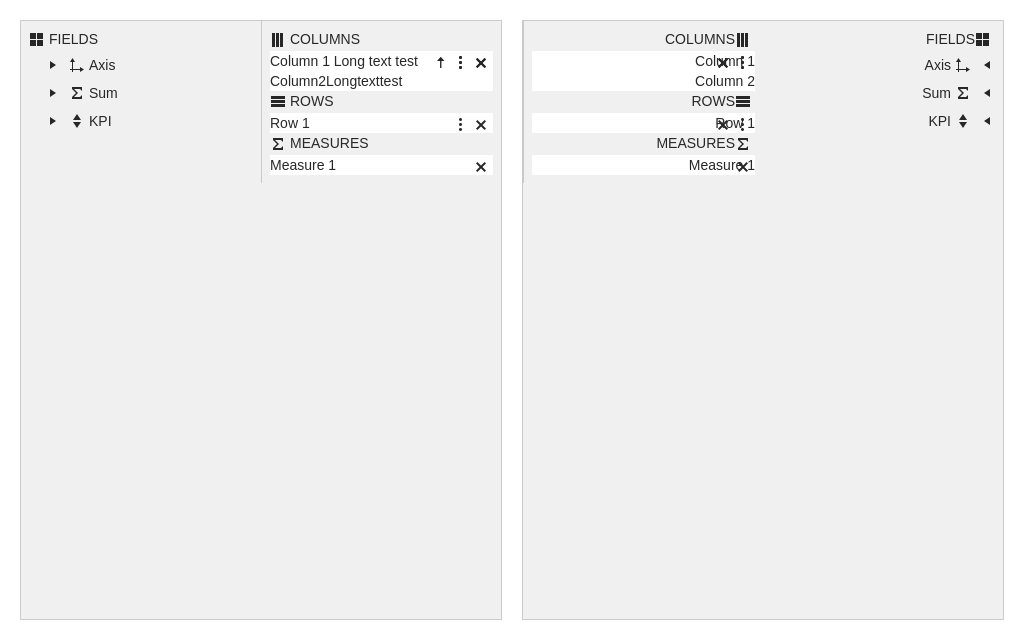 FIELDS
Axis
Sum
KPI
COLUMNS
Column 1 Long text test
Column2Longtexttest
ROWS
Row 1
MEASURES
Measure 1
COLUMNS
Column 1
Column 2
ROWS
Row 1
MEASURES
Measure 1
FIELDS
Axis
Sum
KPI